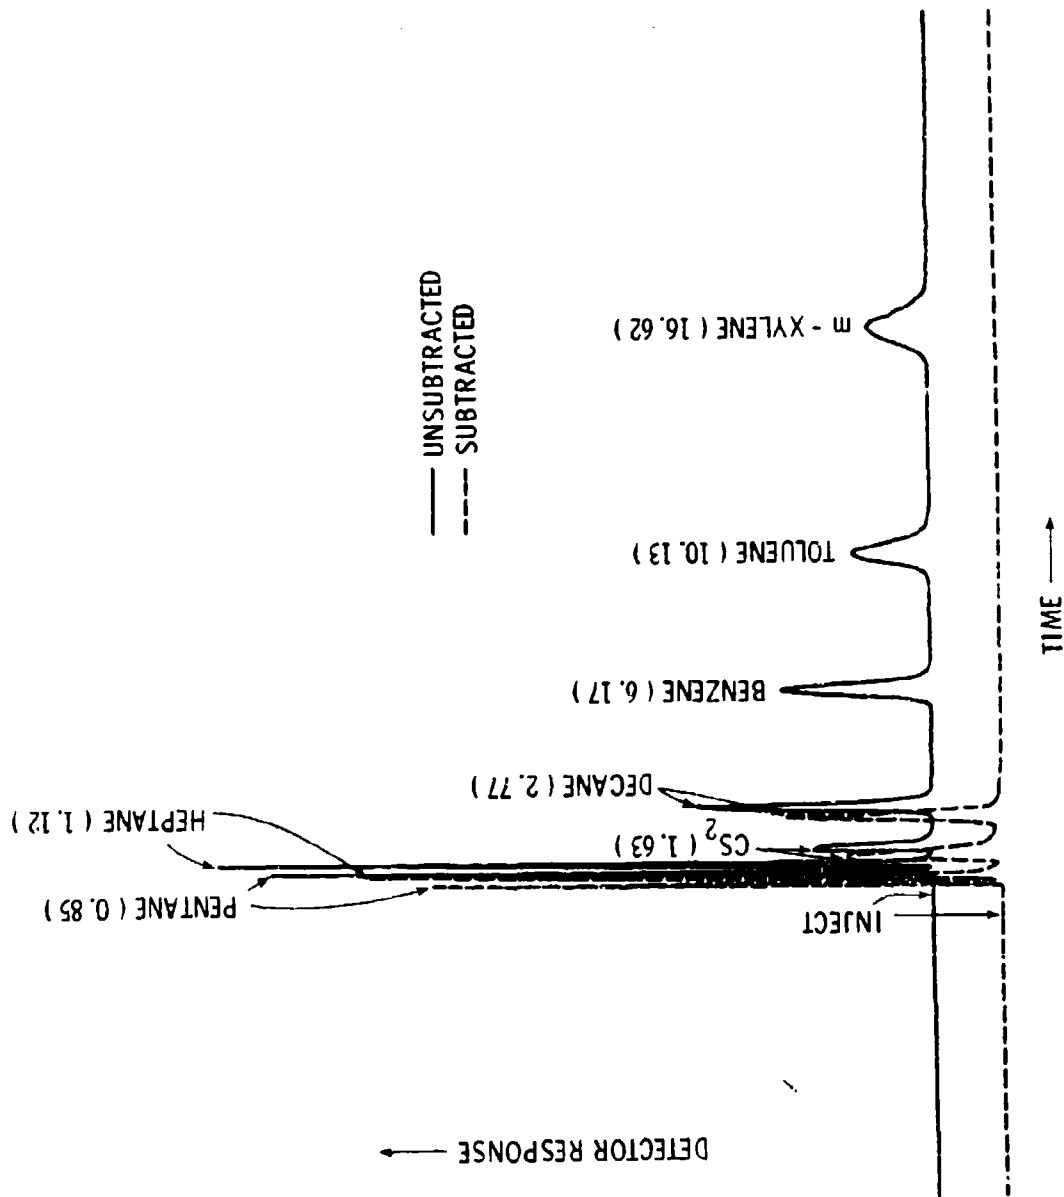 HEPTANE ( 1. 12 )
PENTANE ( 0. 85 )
CS2 ( 1. 63 )
DECANE ( 2. 77 )
BENZENE ( 6. 17 )
TOLUENE ( 10. 13 )
m - XYLENE ( 16. 62 )
INJECT
UNSUBTRACTED
SUBTRACTED
DETECTOR RESPONSE
TIME